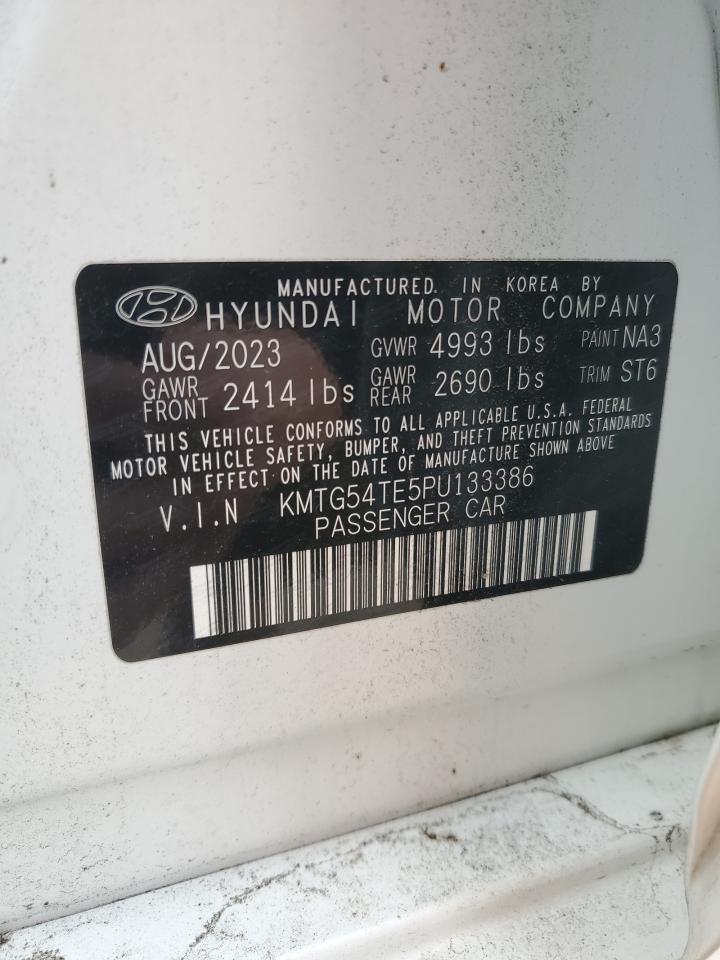 MANUFACTURED. IN KOREA BY
HYUNDAI MOTOR COMPANY
AUG/2023 GVWR 4993 lbs PAINT NA3
GAWR FRONT 2414 lbs GAWR REAR 2690 lbs TRIM ST6
THIS VEHICLE CONFORMS TO ALL APPLICABLE U.S.A. FEDERAL
MOTOR VEHICLE SAFETY, BUMPER, AND THEFT PREVENTION STANDARDS
IN EFFECT ON THE DATE OF MANUFACTURE SHOWN ABOVE
V.I.N KMTG54TE5PU133386
PASSENGER CAR